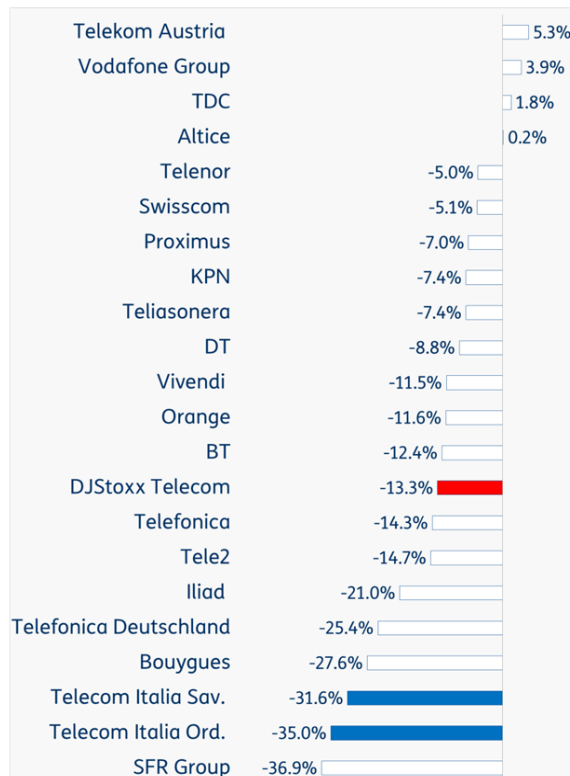 Telekom Austria 5.3%
Vodafone Group 3.9%
TDC 1.8%
Altice 0.2%
Telenor -5.0%
Swisscom -5.1%
Proximus -7.0%
KPN -7.4%
Teliasonera -7.4%
DT -8.8%
Vivendi -11.5%
Orange -11.6%
BT -12.4%
DJStoxx Telecom -13.3%
Telefonica -14.3%
Tele2 -14.7%
Iliad -21.0%
Telefonica Deutschland -25.4%
Bouygues -27.6%
Telecom Italia Sav. -31.6%
Telecom Italia Ord. -35.0%
SFR Group -36.9%